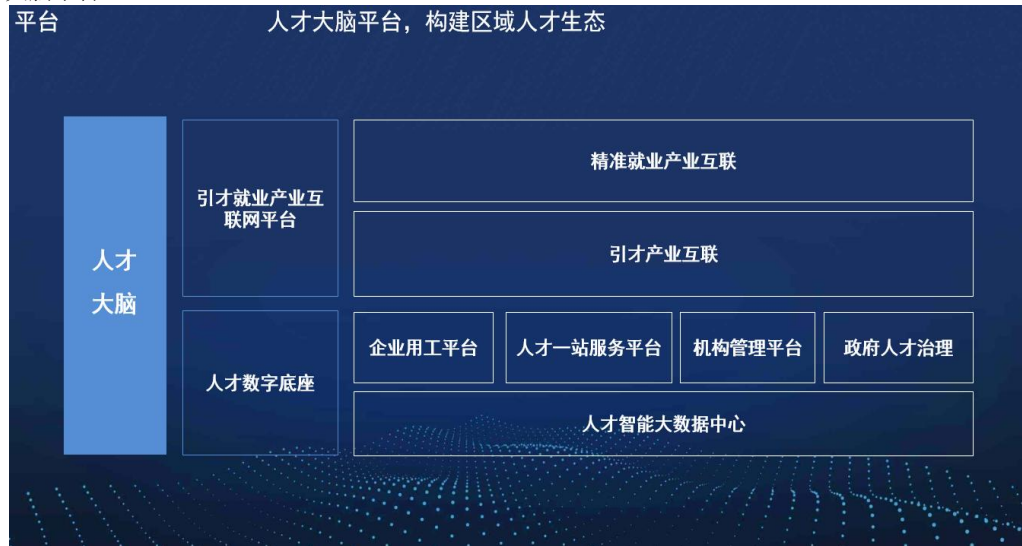 平台
人才大脑平台，构建区域人才生态
人才
大脑
引才就业产业互
联网平台
精准就业产业互联
引才产业互联
人才数字底座
企业用工平台
人才一站服务平台
机构管理平台
政府人才治理
人才智能大数据中心